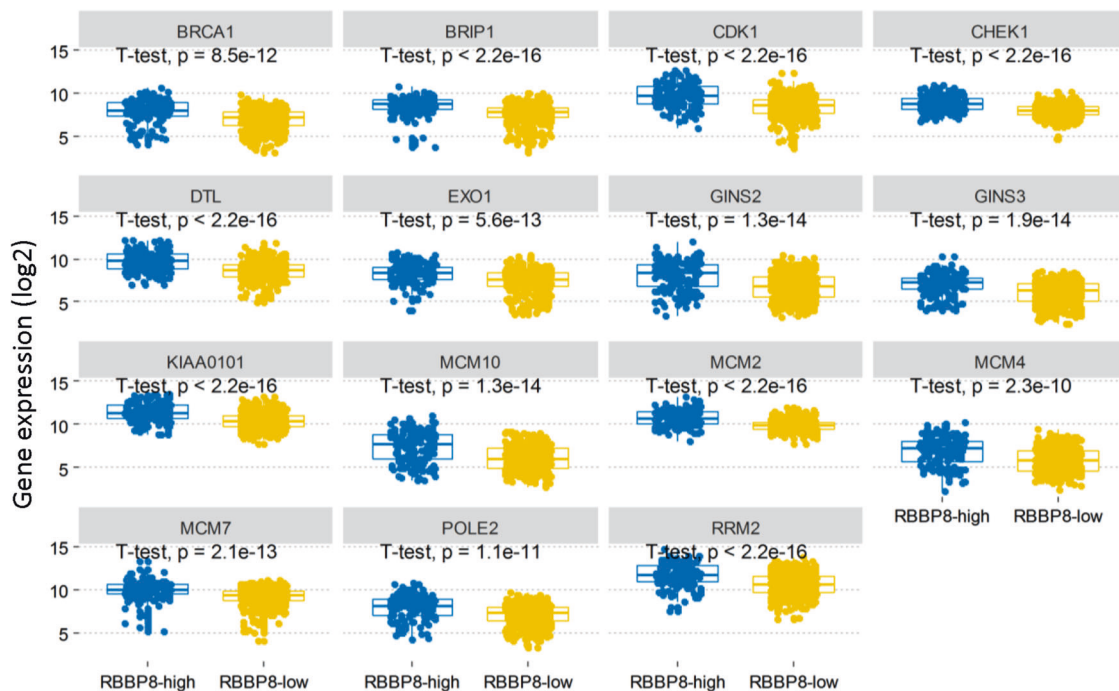 BRCA1 BRIP1 CDK1 CHEK1
15
T-test, p = 8.5e-12 T-test, p < 2.2e-16 T-test, p < 2.2e-16 T-test, p < 2.2e-16
10
5
DTL EXO1 GINS2 GINS3
15
T-test, p < 2.2e-16 T-test, p = 5.6e-13 T-test, p = 1.3e-14 T-test, p = 1.9e-14
10
5
Gene expression (log2)
KIAA0101 MCM10 MCM2 MCM4
15
T-test, p < 2.2e-16 T-test, p = 1.3e-14 T-test, p < 2.2e-16 T-test, p = 2.3e-10
10
5
RBBP8-high RBBP8-low
MCM7 POLE2 RRM2
15
T-test, p = 2.1e-13 T-test, p = 1.1e-11 T-test, p < 2.2e-16
10
5
RBBP8-high RBBP8-low RBBP8-high RBBP8-low RBBP8-high RBBP8-low